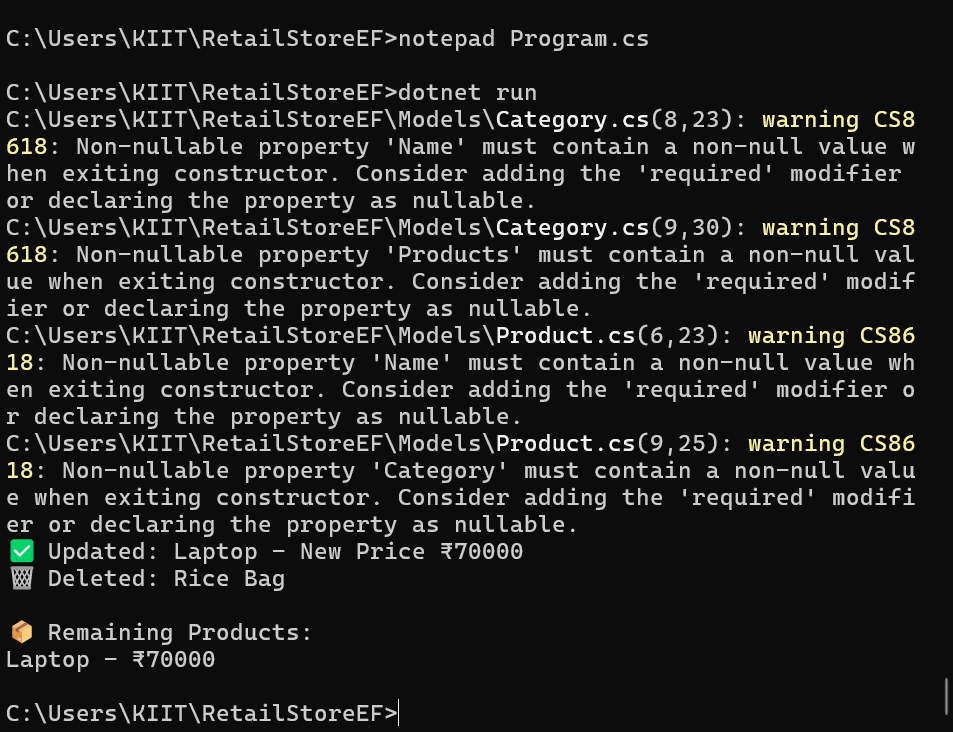 C:\Users\KIIT\RetailStoreEF>notepad Program.cs
C:\Users\KIIT\RetailStoreEF>dotnet run
C:\Users\KIIT\RetailStoreEF\Models\Category.cs(8,23): warning CS8
618: Non-nullable property 'Name' must contain a non-null value w
hen exiting constructor. Consider adding the 'required' modifier
or declaring the property as nullable.
C:\Users\KIIT\RetailStoreEF\Models\Category.cs(9,30): warning CS8
618: Non-nullable property 'Products' must contain a non-null val
ue when exiting constructor. Consider adding the 'required' modif
ier or declaring the property as nullable.
C:\Users\KIIT\RetailStoreEF\Models\Product.cs(6,23): warning CS86
18: Non-nullable property 'Name' must contain a non-null value wh
en exiting constructor. Consider adding the 'required' modifier o
r declaring the property as nullable.
C:\Users\KIIT\RetailStoreEF\Models\Product.cs(9,25): warning CS86
18: Non-nullable property 'Category' must contain a non-null valu
e when exiting constructor. Consider adding the 'required' modifi
er or declaring the property as nullable.
✅ Updated: Laptop - New Price ₹70000
🗑 Deleted: Rice Bag
📦 Remaining Products:
Laptop - ₹70000
C:\Users\KIIT\RetailStoreEF>